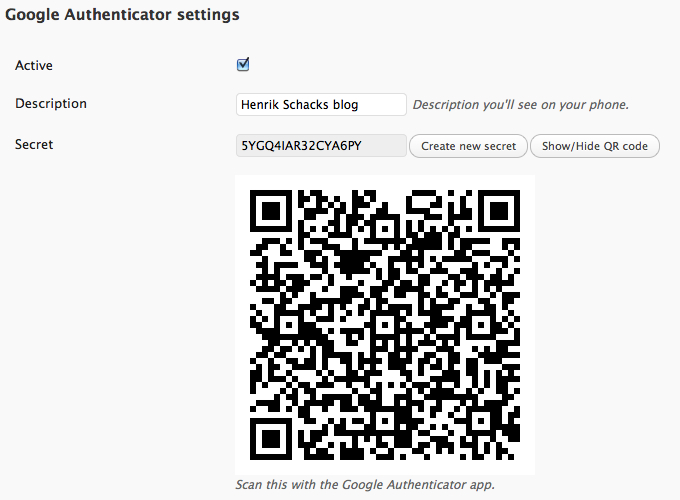 Google Authenticator settings
Active
Description Henrik Schacks blog Description you'll see on your phone.
Secret 5YGQ4IAR32CYA6PY Create new secret Show/Hide QR code
Scan this with the Google Authenticator app.